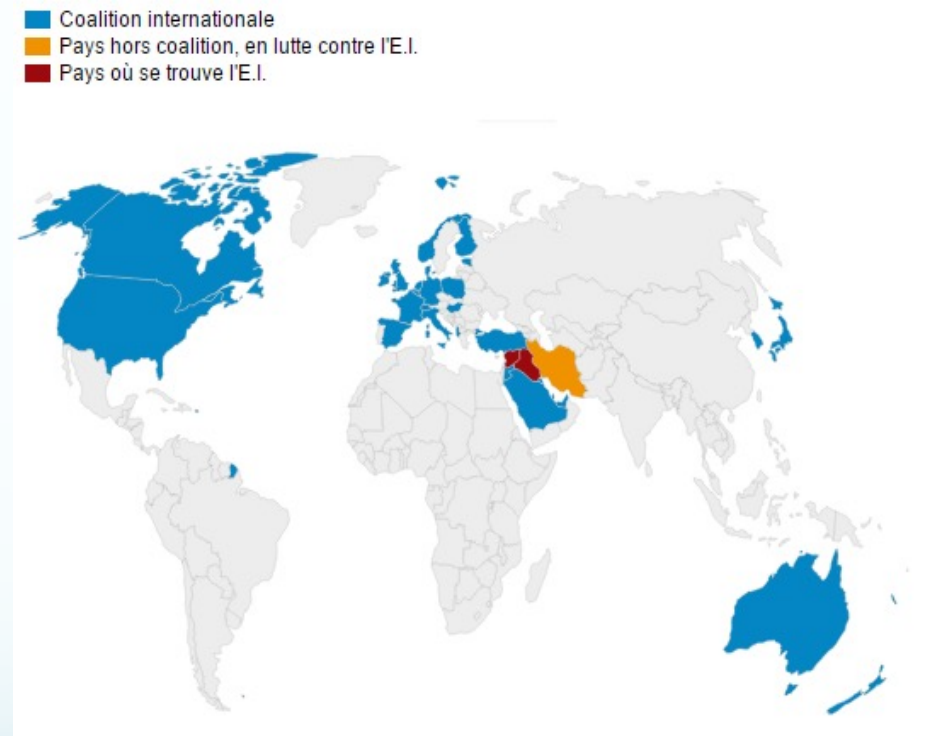 Coalition internationale
Pays hors coalition, en lutte contre l'E.I.
Pays où se trouve l'E.I.